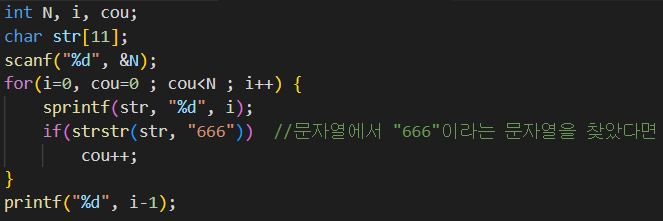 int N, i, cou;
char str[11];
scanf("%d", &N);
for(i=0, cou=0 ; cou<N ; i++) {
    sprintf(str, "%d", i);
    if(strstr(str, "666"))  //문자열에서 "666"이라는 문자열을 찾았다면
        cou++;
}
printf("%d", i-1);